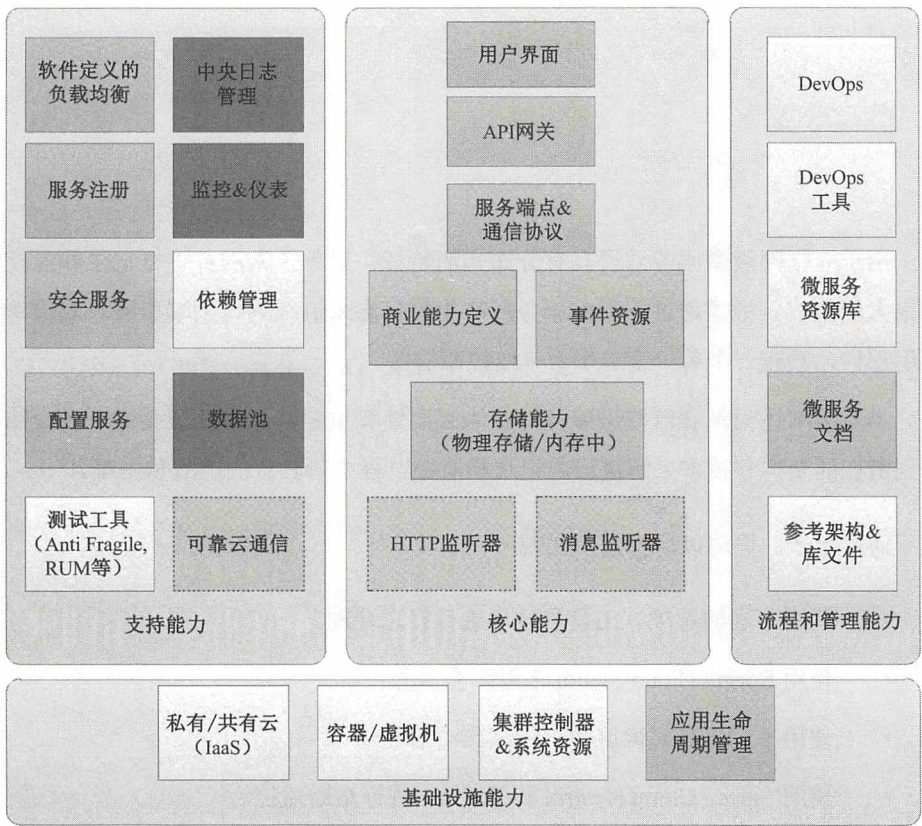 软件定义的
负载均衡
中央日志
管理
服务注册
监控&仪表
安全服务
依赖管理
配置服务
数据池
测试工具
(Anti Fragile,
RUM等)
可靠云通信
支持能力
用户界面
API网关
服务端点&
通信协议
商业能力定义
事件资源
存储能力
(物理存储/内存中)
HTTP监听器
消息监听器
核心能力
DevOps
DevOps
工具
微服务
资源库
微服务
文档
参考架构&
库文件
流程和管理能力
私有/共有云
(IaaS)
容器/虚拟机
集群控制器
&系统资源
应用生命
周期管理
基础设施能力